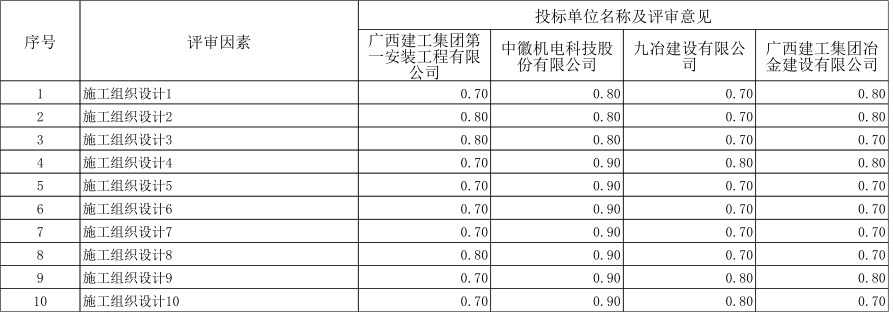 序号 评审因素 投标单位名称及评审意见
广西建工集团第一安装工程有限公司 中徽机电科技股份有限公司 九冶建设有限公司 广西建工集团冶金建设有限公司
1 施工组织设计1 0.70 0.80 0.70 0.80
2 施工组织设计2 0.80 0.80 0.70 0.80
3 施工组织设计3 0.80 0.80 0.70 0.70
4 施工组织设计4 0.70 0.90 0.80 0.80
5 施工组织设计5 0.70 0.90 0.70 0.70
6 施工组织设计6 0.70 0.90 0.70 0.70
7 施工组织设计7 0.70 0.90 0.70 0.70
8 施工组织设计8 0.80 0.90 0.70 0.70
9 施工组织设计9 0.70 0.90 0.80 0.80
10 施工组织设计10 0.70 0.90 0.80 0.70